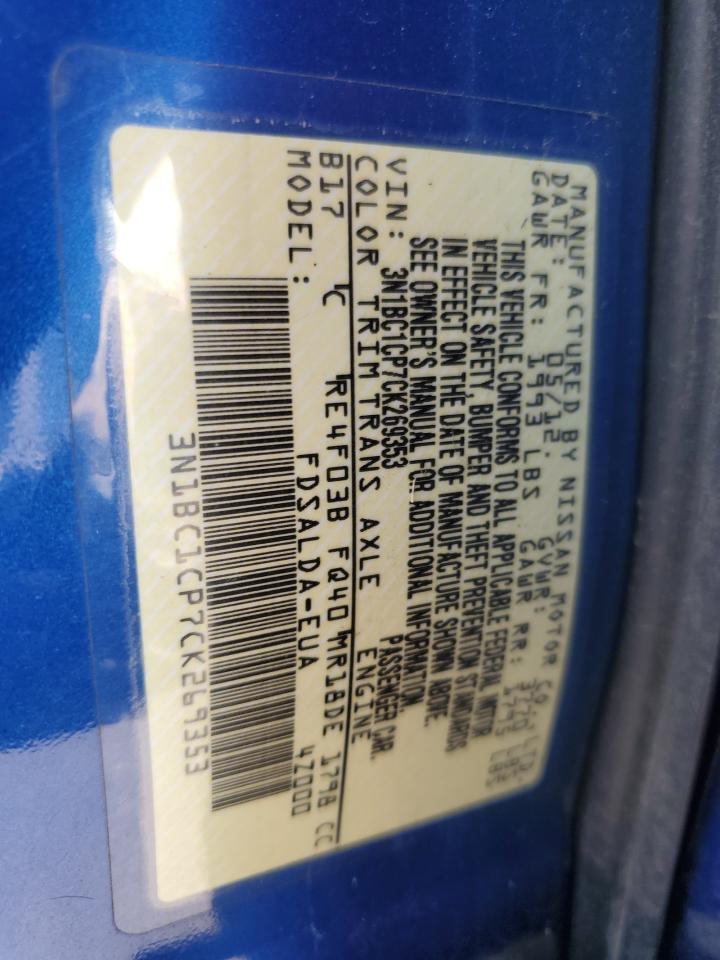 MANUFACTURED BY NISSAN MOTOR CO., LTD.
DATE: 05/12. GVWR: 3770 LBS
GAWR FR: 1993 LBS GAWR RR: 1775 LBS
THIS VEHICLE CONFORMS TO ALL APPLICABLE FEDERAL MOTOR
VEHICLE SAFETY, BUMPER AND THEFT PREVENTION STANDARDS
IN EFFECT ON THE DATE OF MANUFACTURE SHOWN ABOVE.
SEE OWNER'S MANUAL FOR ADDITIONAL INFORMATION.
VIN: 3N1BC1CP7CK269353 PASSENGER CAR.
COLOR TRIM TRANS AXLE ENGINE
B17 C RE4F03B FQ40 MR18DE 1798 CC
MODEL: FDSALDA-EUA 4Z000
3N1BC1CP7CK269353